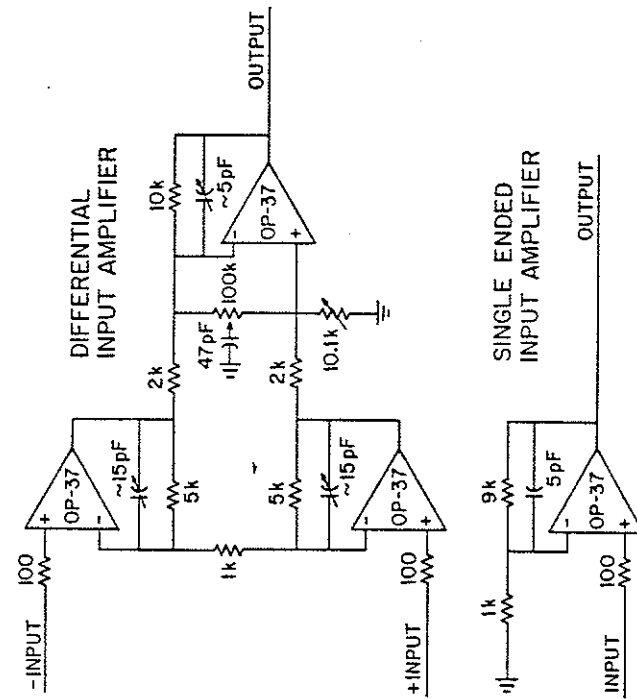 DIFFERENTIAL
INPUT AMPLIFIER
-INPUT
100
+
-
OP-37
~15pF
5k
1k
5k
~15pF
-
+
OP-37
100
+INPUT
2k
2k
47pF
100k
10.1k
10k
~5pF
-
+
OP-37
OUTPUT
SINGLE ENDED
INPUT AMPLIFIER
1k
9k
5pF
-
+
OP-37
100
INPUT
OUTPUT